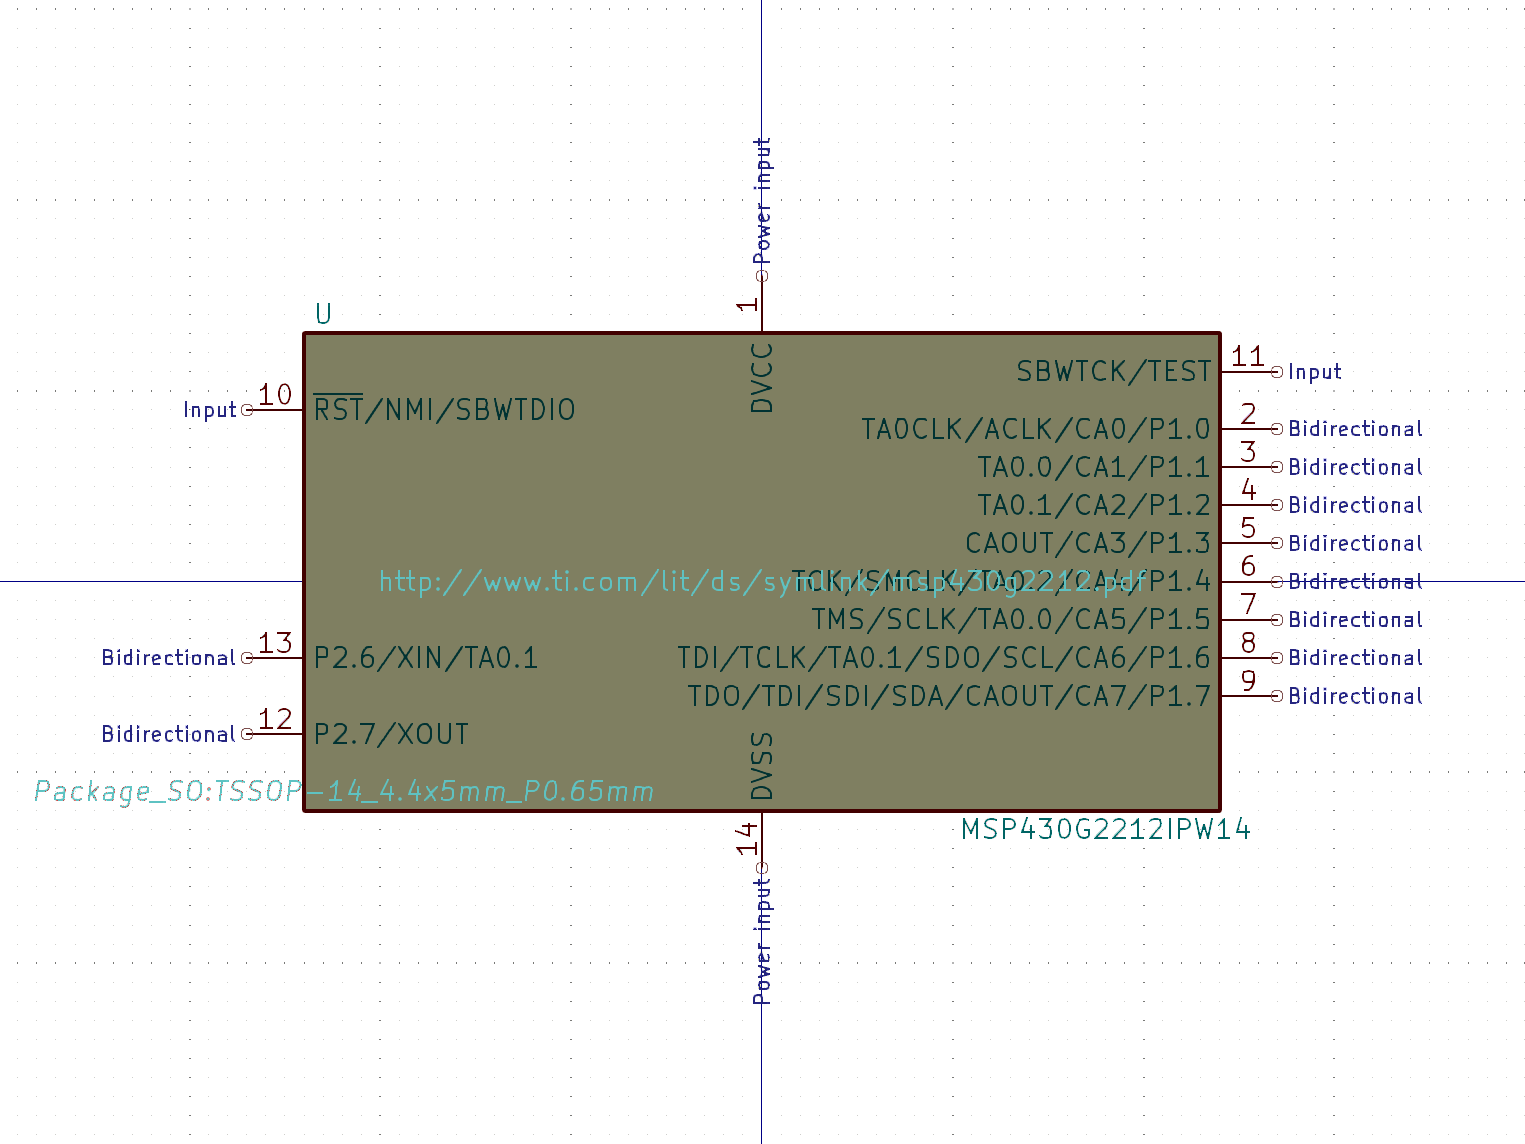 Power input
1
U
DVCC
SBWTCK/TEST 11 Input
Input 10 RST/NMI/SBWTDIO
TA0CLK/ACLK/CA0/P1.0 2 Bidirectional
TA0.0/CA1/P1.1 3 Bidirectional
TA0.1/CA2/P1.2 4 Bidirectional
CAOUT/CA3/P1.3 5 Bidirectional
http://www.ti.com/lit/ds/symlink/msp430g2212.pdf
TCK/SMCLK/TA0.2/CA4/P1.4 6 Bidirectional
TMS/SCLK/TA0.0/CA5/P1.5 7 Bidirectional
Bidirectional 13 P2.6/XIN/TA0.1
TDI/TCLK/TA0.1/SDO/SCL/CA6/P1.6 8 Bidirectional
TDO/TDI/SDI/SDA/CAOUT/CA7/P1.7 9 Bidirectional
Bidirectional 12 P2.7/XOUT
DVSS
Package_SO:TSSOP-14_4.4x5mm_P0.65mm
MSP430G2212IPW14
14
Power input